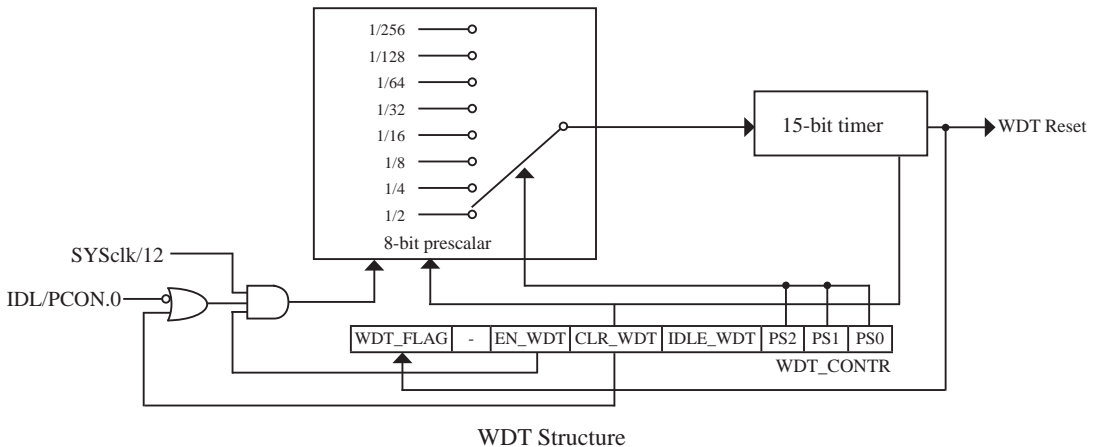 1/256
1/128
1/64
1/32
1/16
1/8
1/4
1/2
8-bit prescalar
15-bit timer
WDT Reset
SYSclk/12
IDL/PCON.0
WDT_FLAG - EN_WDT CLR_WDT IDLE_WDT PS2 PS1 PS0
WDT_CONTR
WDT Structure